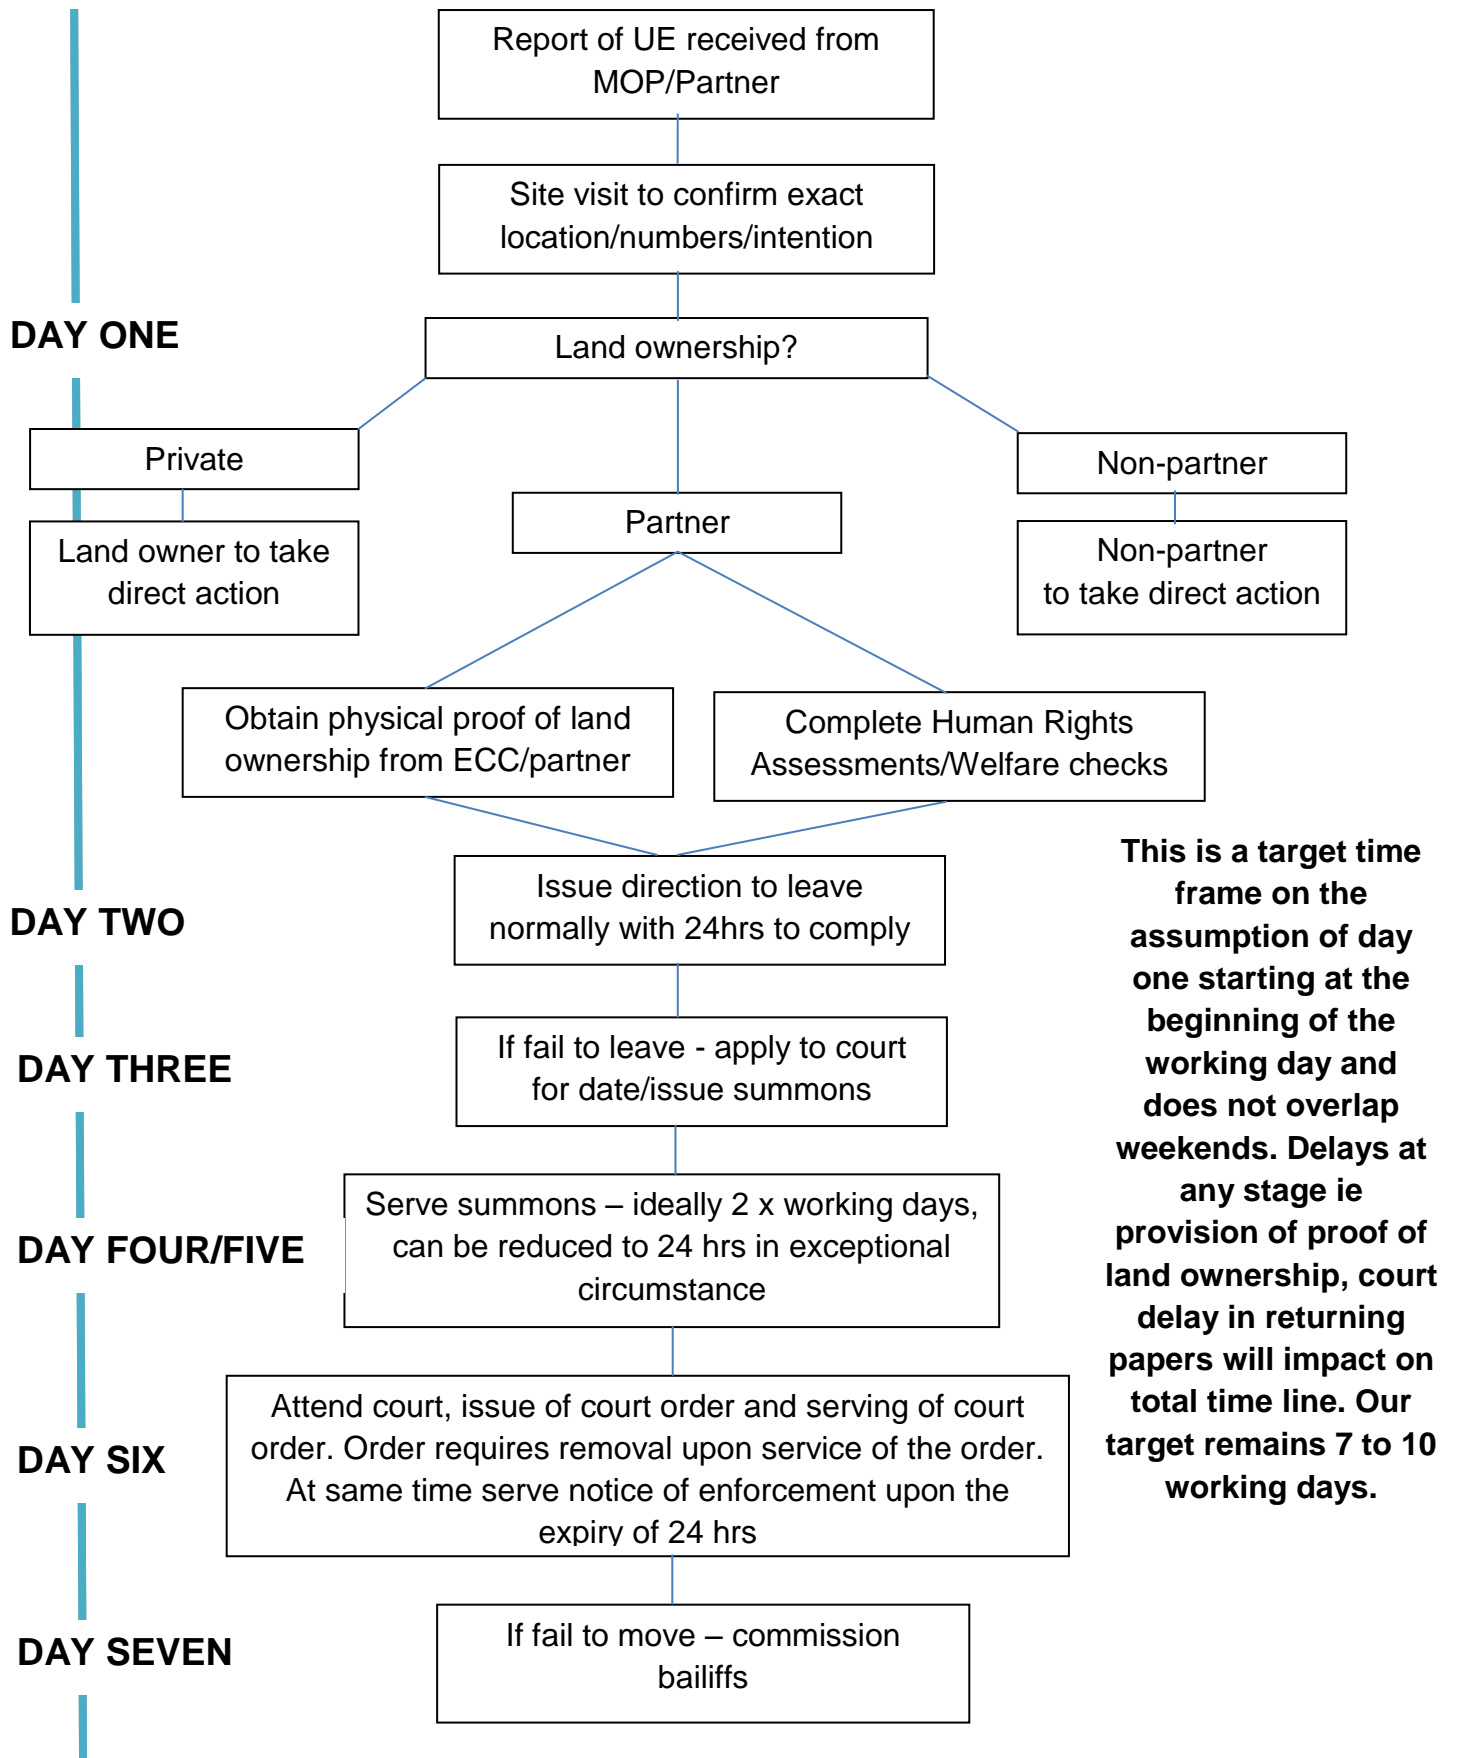 Report of UE received from
MOP/Partner
Site visit to confirm exact
location/numbers/intention
DAY ONE
Land ownership?
Private
Non-partner
Partner
Land owner to take
direct action
Non-partner
to take direct action
Obtain physical proof of land
ownership from ECC/partner
Complete Human Rights
Assessments/Welfare checks
DAY TWO
Issue direction to leave
normally with 24hrs to comply
DAY THREE
If fail to leave - apply to court
for date/issue summons
DAY FOUR/FIVE
Serve summons – ideally 2 x working days,
can be reduced to 24 hrs in exceptional
circumstance
DAY SIX
Attend court, issue of court order and serving of court
order. Order requires removal upon service of the order.
At same time serve notice of enforcement upon the
expiry of 24 hrs
DAY SEVEN
If fail to move – commission
bailiffs
This is a target time
frame on the
assumption of day
one starting at the
beginning of the
working day and
does not overlap
weekends. Delays at
any stage ie
provision of proof of
land ownership, court
delay in returning
papers will impact on
total time line. Our
target remains 7 to 10
working days.